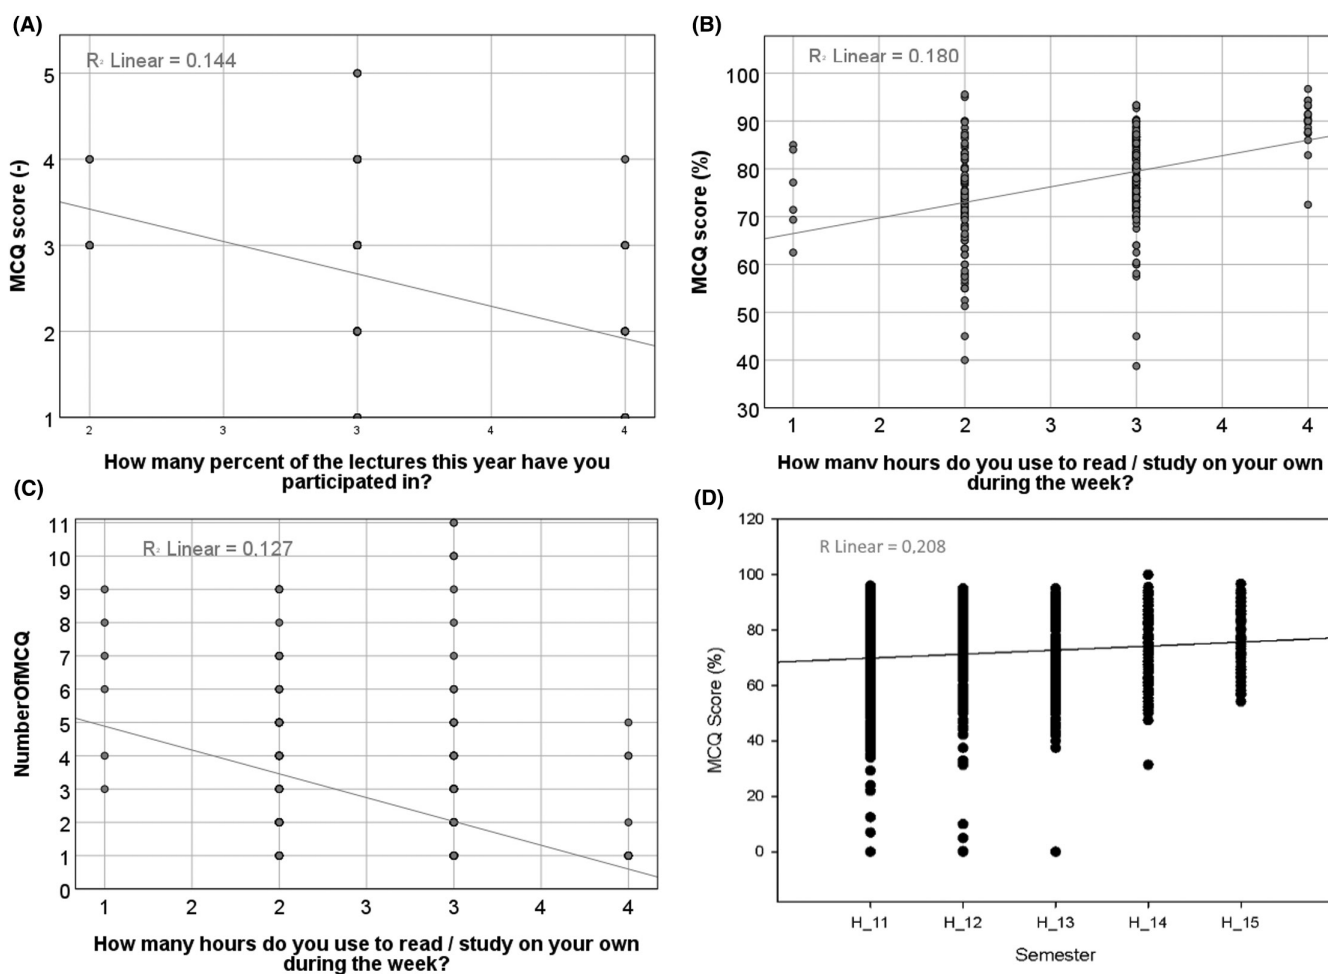 (A)
R² Linear = 0.144
MCQ score (-)
5
4
3
2
1
2 3 3 4 4
How many percent of the lectures this year have you
participated in?
(B)
R² Linear = 0.180
MCQ score (%)
100
90
80
70
60
50
40
30
1 2 2 3 3 4 4
How many hours do you use to read / study on your own
during the week?
(C)
R² Linear = 0.127
NumberOfMCQ
11
10
9
8
7
6
5
4
3
2
1
0
1 2 2 3 3 4 4
How many hours do you use to read / study on your own
during the week?
(D)
R Linear = 0,208
MCQ Score (%)
120
100
80
60
40
20
0
H_11 H_12 H_13 H_14 H_15
Semester